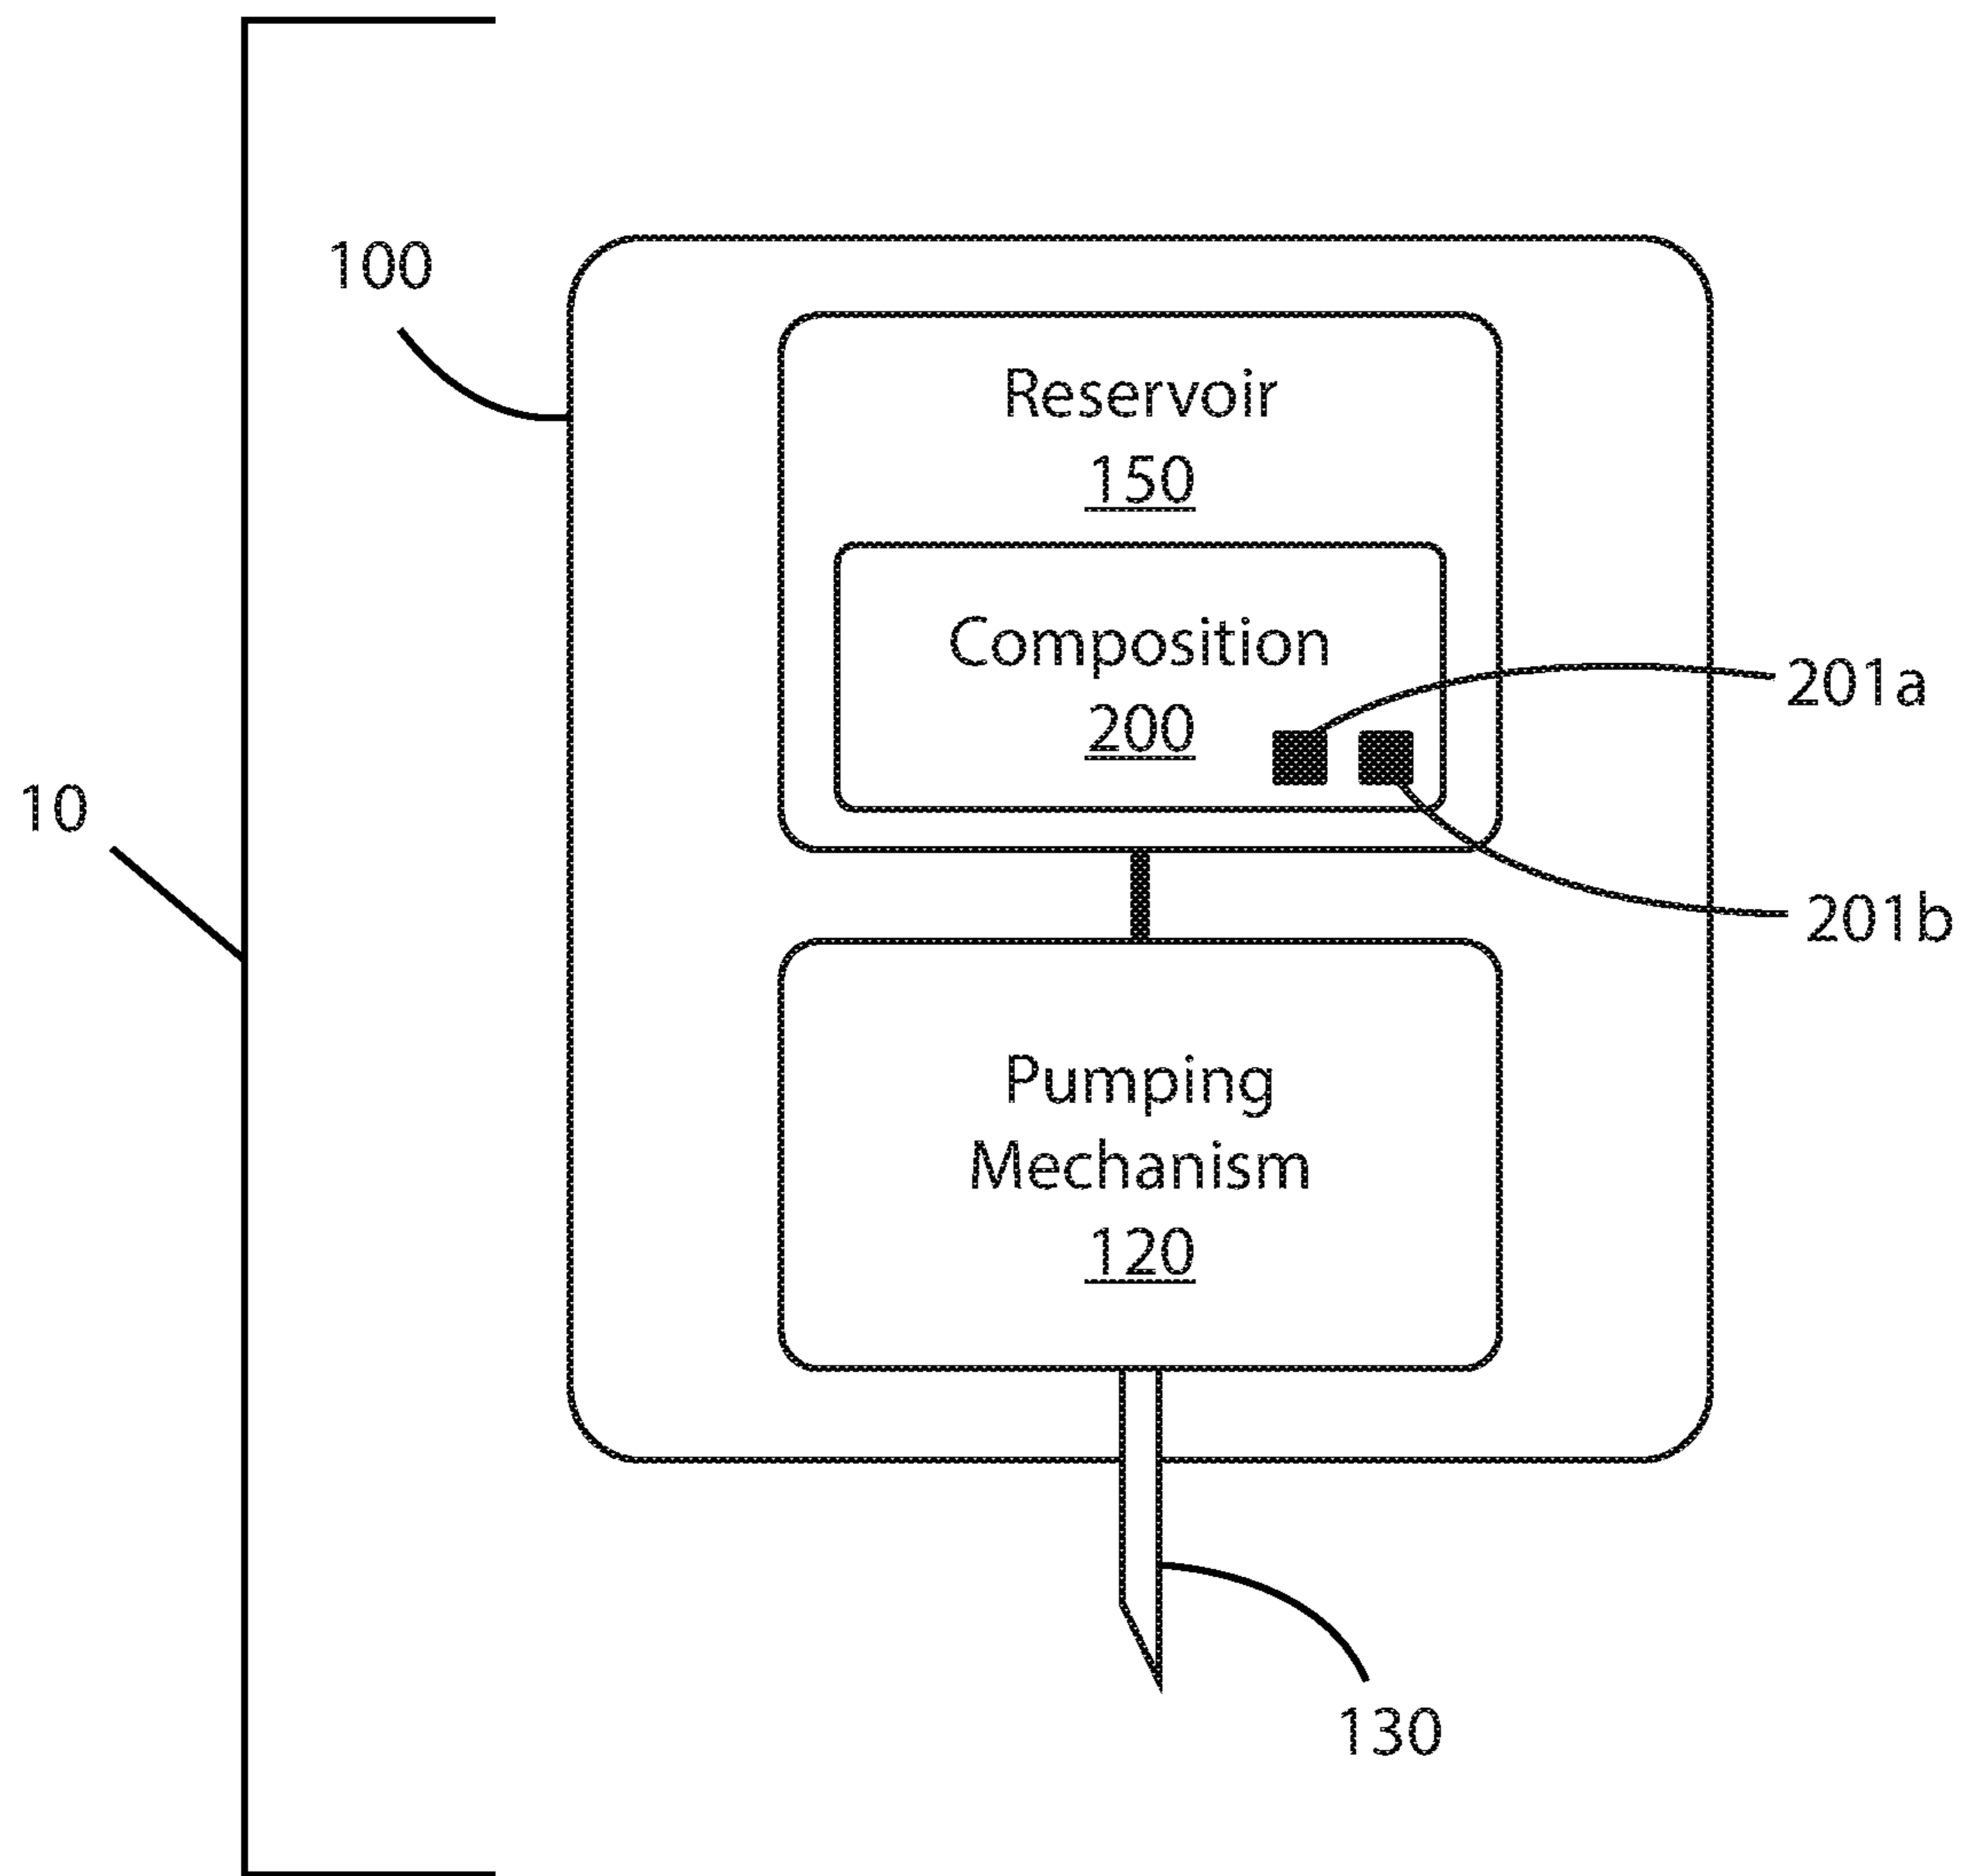 100
Reservoir
150
Composition
200
201a
10
201b
Pumping
Mechanism
120
130